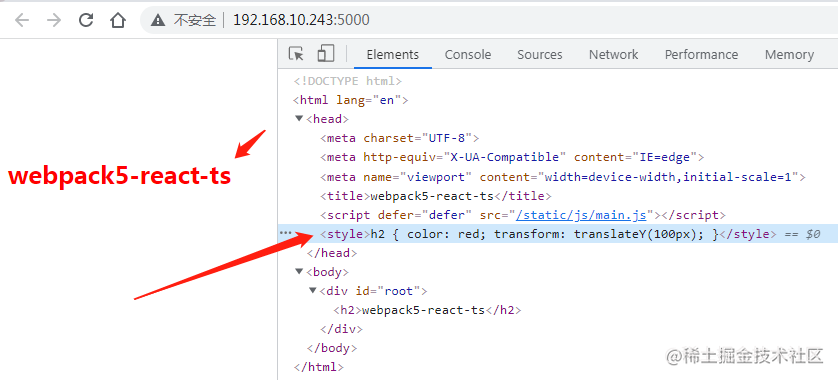 不安全 | 192.168.10.243:5000
Elements Console Sources Network Performance Memory
webpack5-react-ts
<!DOCTYPE html>
<html lang="en">
▼<head>
<meta charset="UTF-8">
<meta http-equiv="X-UA-Compatible" content="IE=edge">
<meta name="viewport" content="width=device-width,initial-scale=1">
<title>webpack5-react-ts</title>
<script defer="defer" src="/static/js/main.js"></script>
<style>h2 { color: red; transform: translateY(100px); }</style> == $0
</head>
▼<body>
▼<div id="root">
<h2>webpack5-react-ts</h2>
</div>
</body>
</html>
@稀土掘金技术社区